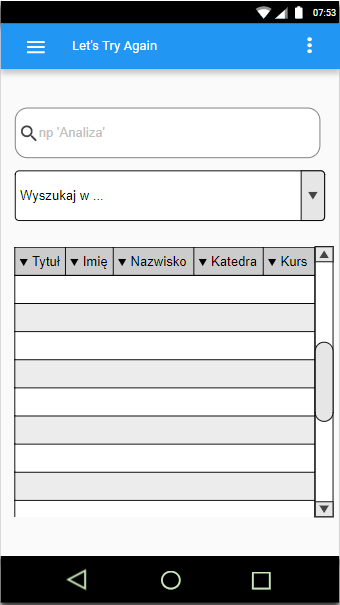 07:53
Let's Try Again
np 'Analiza'
Wyszukaj w ...
Tytuł Imię Nazwisko Katedra Kurs